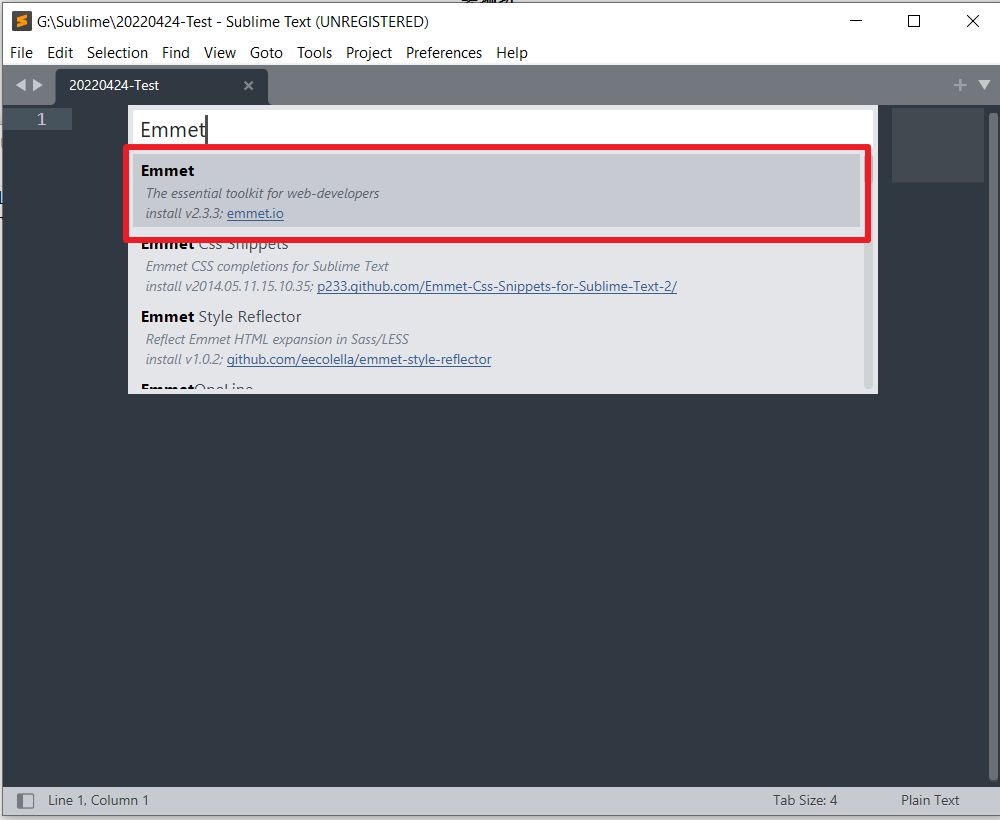 G:\Sublime\20220424-Test - Sublime Text (UNREGISTERED)
File Edit Selection Find View Goto Tools Project Preferences Help
20220424-Test
1
Emmet
Emmet
The essential toolkit for web-developers
install v2.3.3; emmet.io
Emmet Css Snippets
Emmet CSS completions for Sublime Text
install v2014.05.11.15.10.35; p233.github.com/Emmet-Css-Snippets-for-Sublime-Text-2/
Emmet Style Reflector
Reflect Emmet HTML expansion in Sass/LESS
install v1.0.2; github.com/eecolella/emmet-style-reflector
EmmetOneLine
Line 1, Column 1
Tab Size: 4
Plain Text